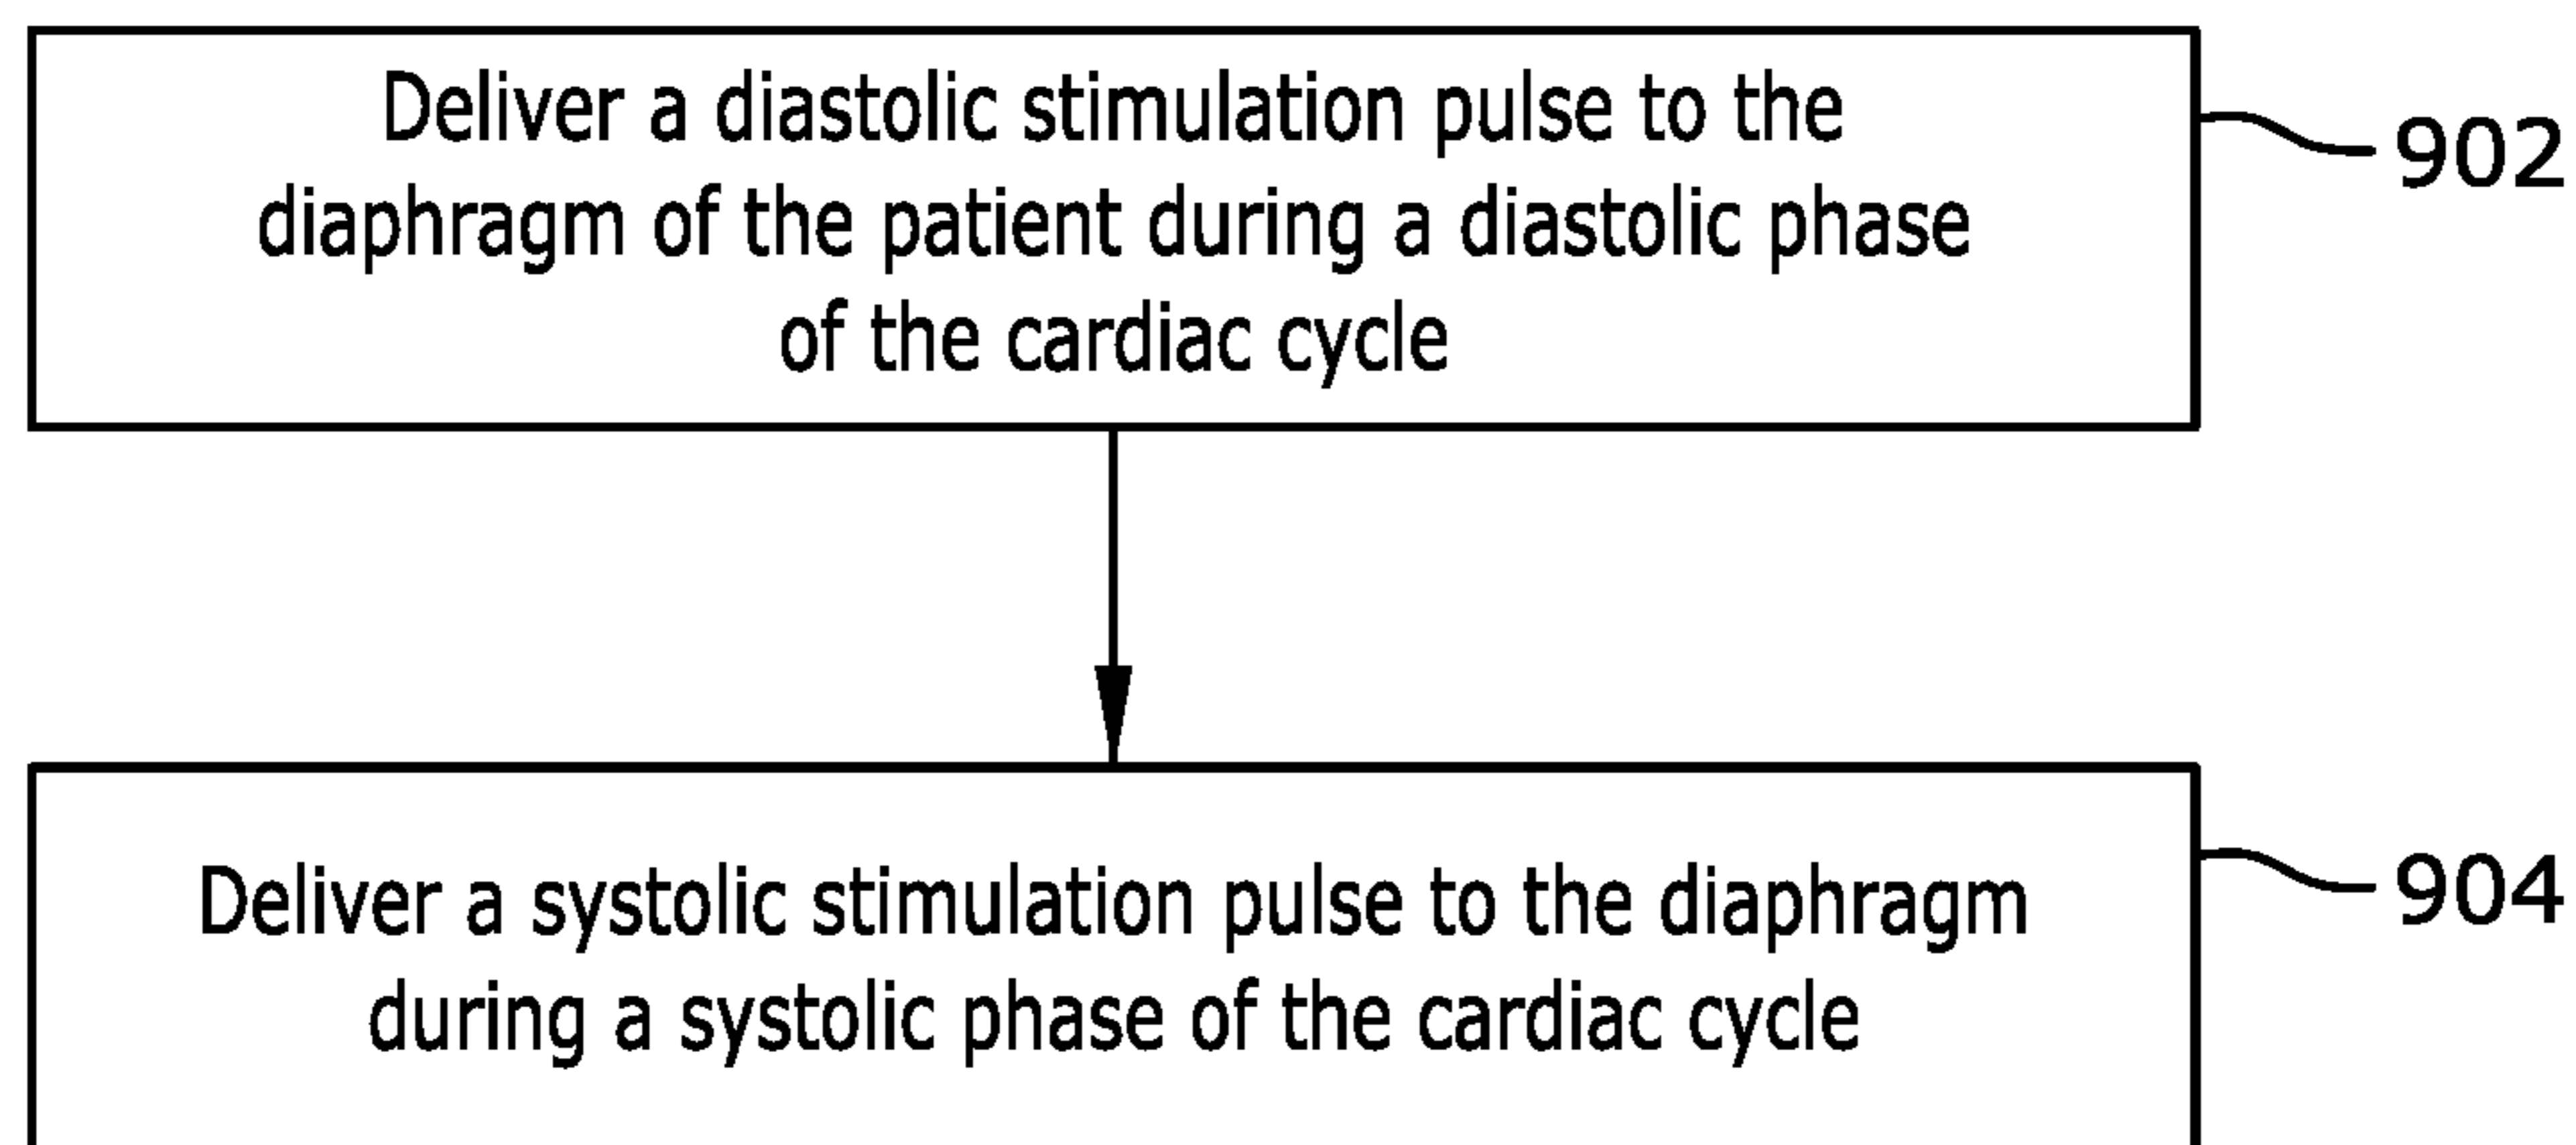 Deliver a diastolic stimulation pulse to the
diaphragm of the patient during a diastolic phase
of the cardiac cycle
902
Deliver a systolic stimulation pulse to the diaphragm
during a systolic phase of the cardiac cycle
904